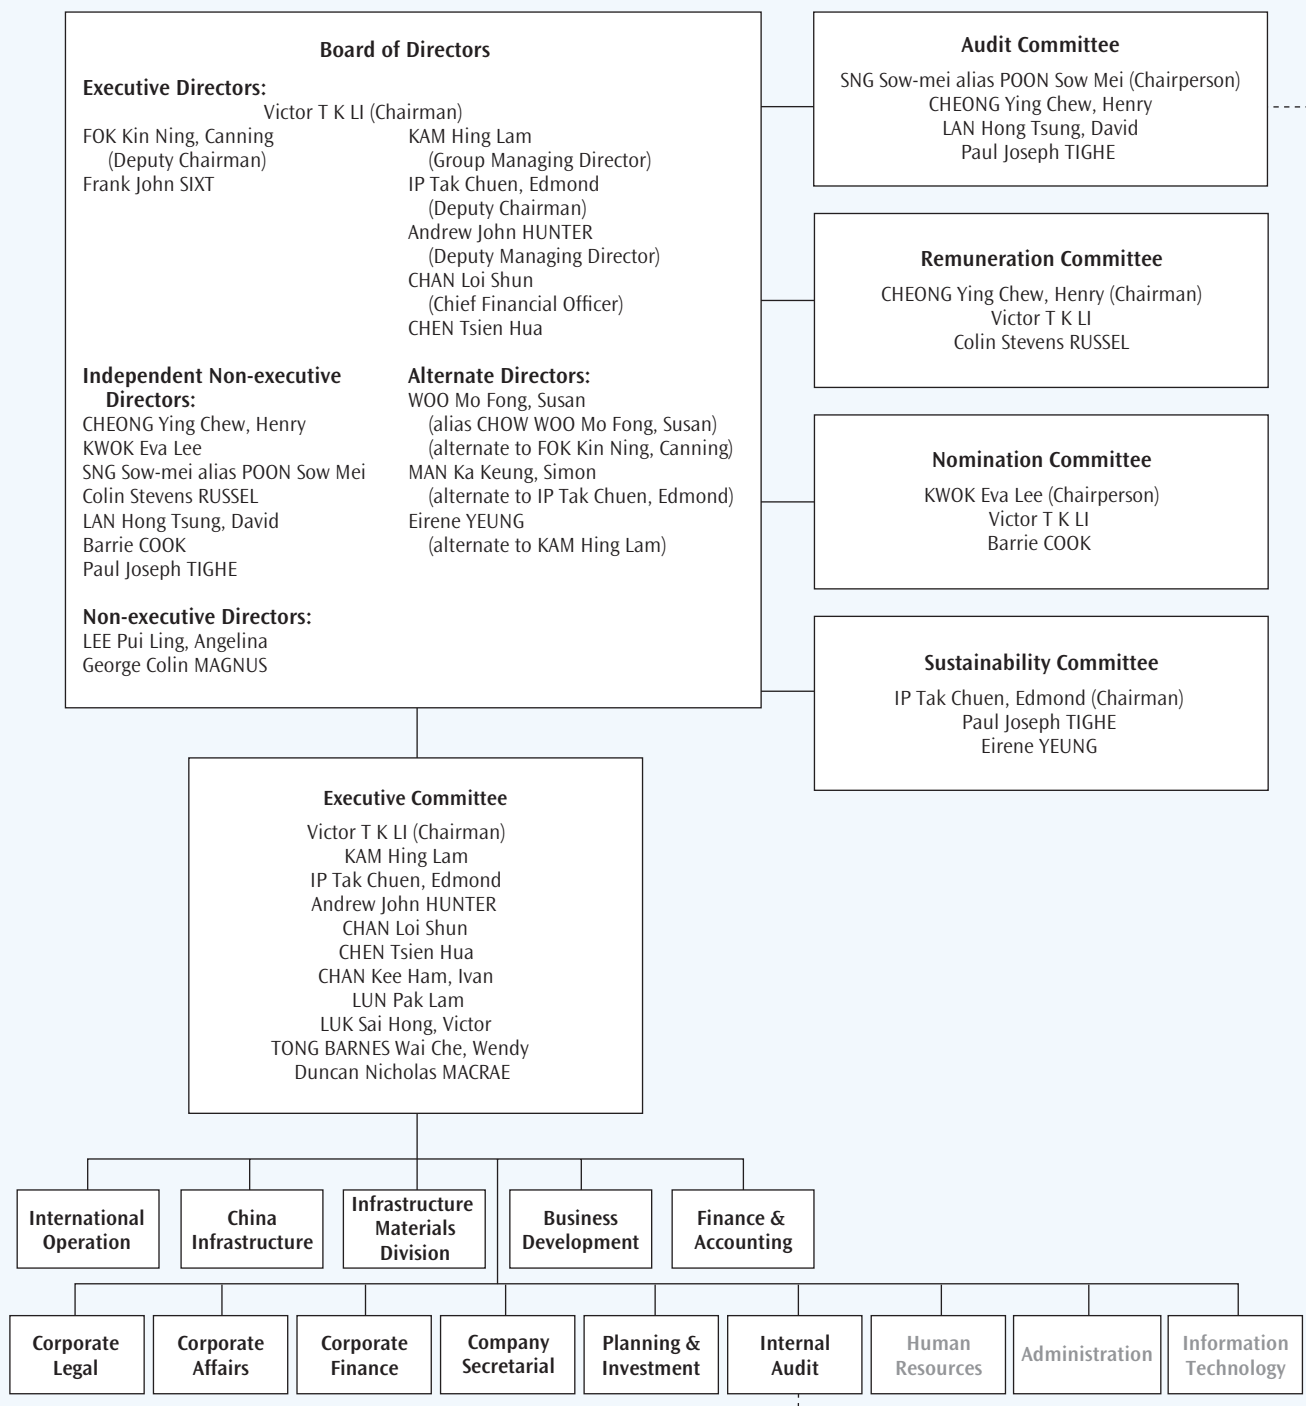 Board of Directors
Executive Directors:
Victor T K LI (Chairman)
FOK Kin Ning, Canning
(Deputy Chairman)
Frank John SIXT
KAM Hing Lam
(Group Managing Director)
IP Tak Chuen, Edmond
(Deputy Chairman)
Andrew John HUNTER
(Deputy Managing Director)
CHAN Loi Shun
(Chief Financial Officer)
CHEN Tsien Hua
Independent Non-executive
Directors:
CHEONG Ying Chew, Henry
KWOK Eva Lee
SNG Sow-mei alias POON Sow Mei
Colin Stevens RUSSEL
LAN Hong Tsung, David
Barrie COOK
Paul Joseph TIGHE
Alternate Directors:
WOO Mo Fong, Susan
(alias CHOW WOO Mo Fong, Susan)
(alternate to FOK Kin Ning, Canning)
MAN Ka Keung, Simon
(alternate to IP Tak Chuen, Edmond)
Eirene YEUNG
(alternate to KAM Hing Lam)
Non-executive Directors:
LEE Pui Ling, Angelina
George Colin MAGNUS
Audit Committee
SNG Sow-mei alias POON Sow Mei (Chairperson)
CHEONG Ying Chew, Henry
LAN Hong Tsung, David
Paul Joseph TIGHE
Remuneration Committee
CHEONG Ying Chew, Henry (Chairman)
Victor T K LI
Colin Stevens RUSSEL
Nomination Committee
KWOK Eva Lee (Chairperson)
Victor T K LI
Barrie COOK
Sustainability Committee
IP Tak Chuen, Edmond (Chairman)
Paul Joseph TIGHE
Eirene YEUNG
Executive Committee
Victor T K LI (Chairman)
KAM Hing Lam
IP Tak Chuen, Edmond
Andrew John HUNTER
CHAN Loi Shun
CHEN Tsien Hua
CHAN Kee Ham, Ivan
LUN Pak Lam
LUK Sai Hong, Victor
TONG BARNES Wai Che, Wendy
Duncan Nicholas MACRAE
International
Operation
China
Infrastructure
Infrastructure
Materials
Division
Business
Development
Finance &
Accounting
Corporate
Legal
Corporate
Affairs
Corporate
Finance
Company
Secretarial
Planning &
Investment
Internal
Audit
Human
Resources
Administration
Information
Technology